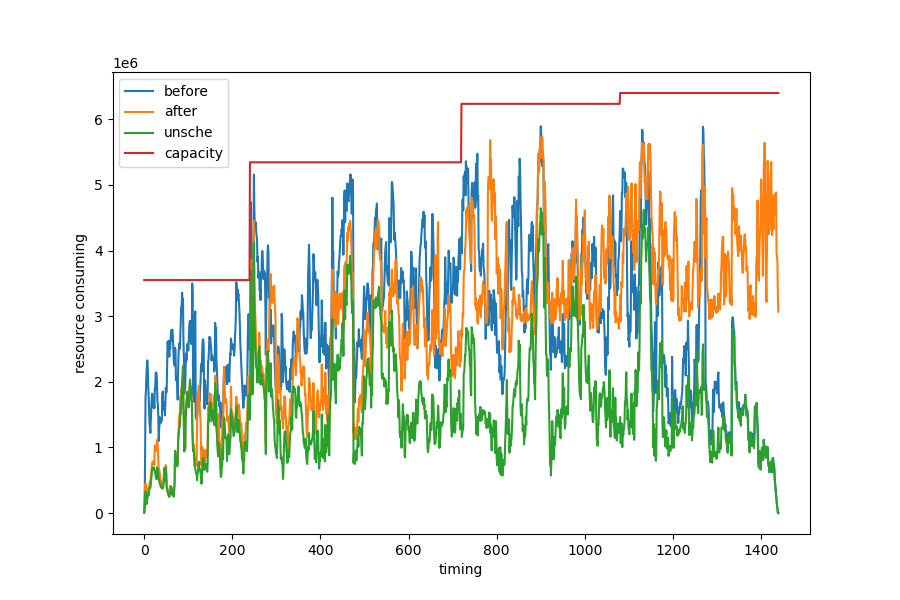 1e6
before
after
unsche
capacity
6
5
4
3
2
1
0
resource consuming
0 200 400 600 800 1000 1200 1400
timing